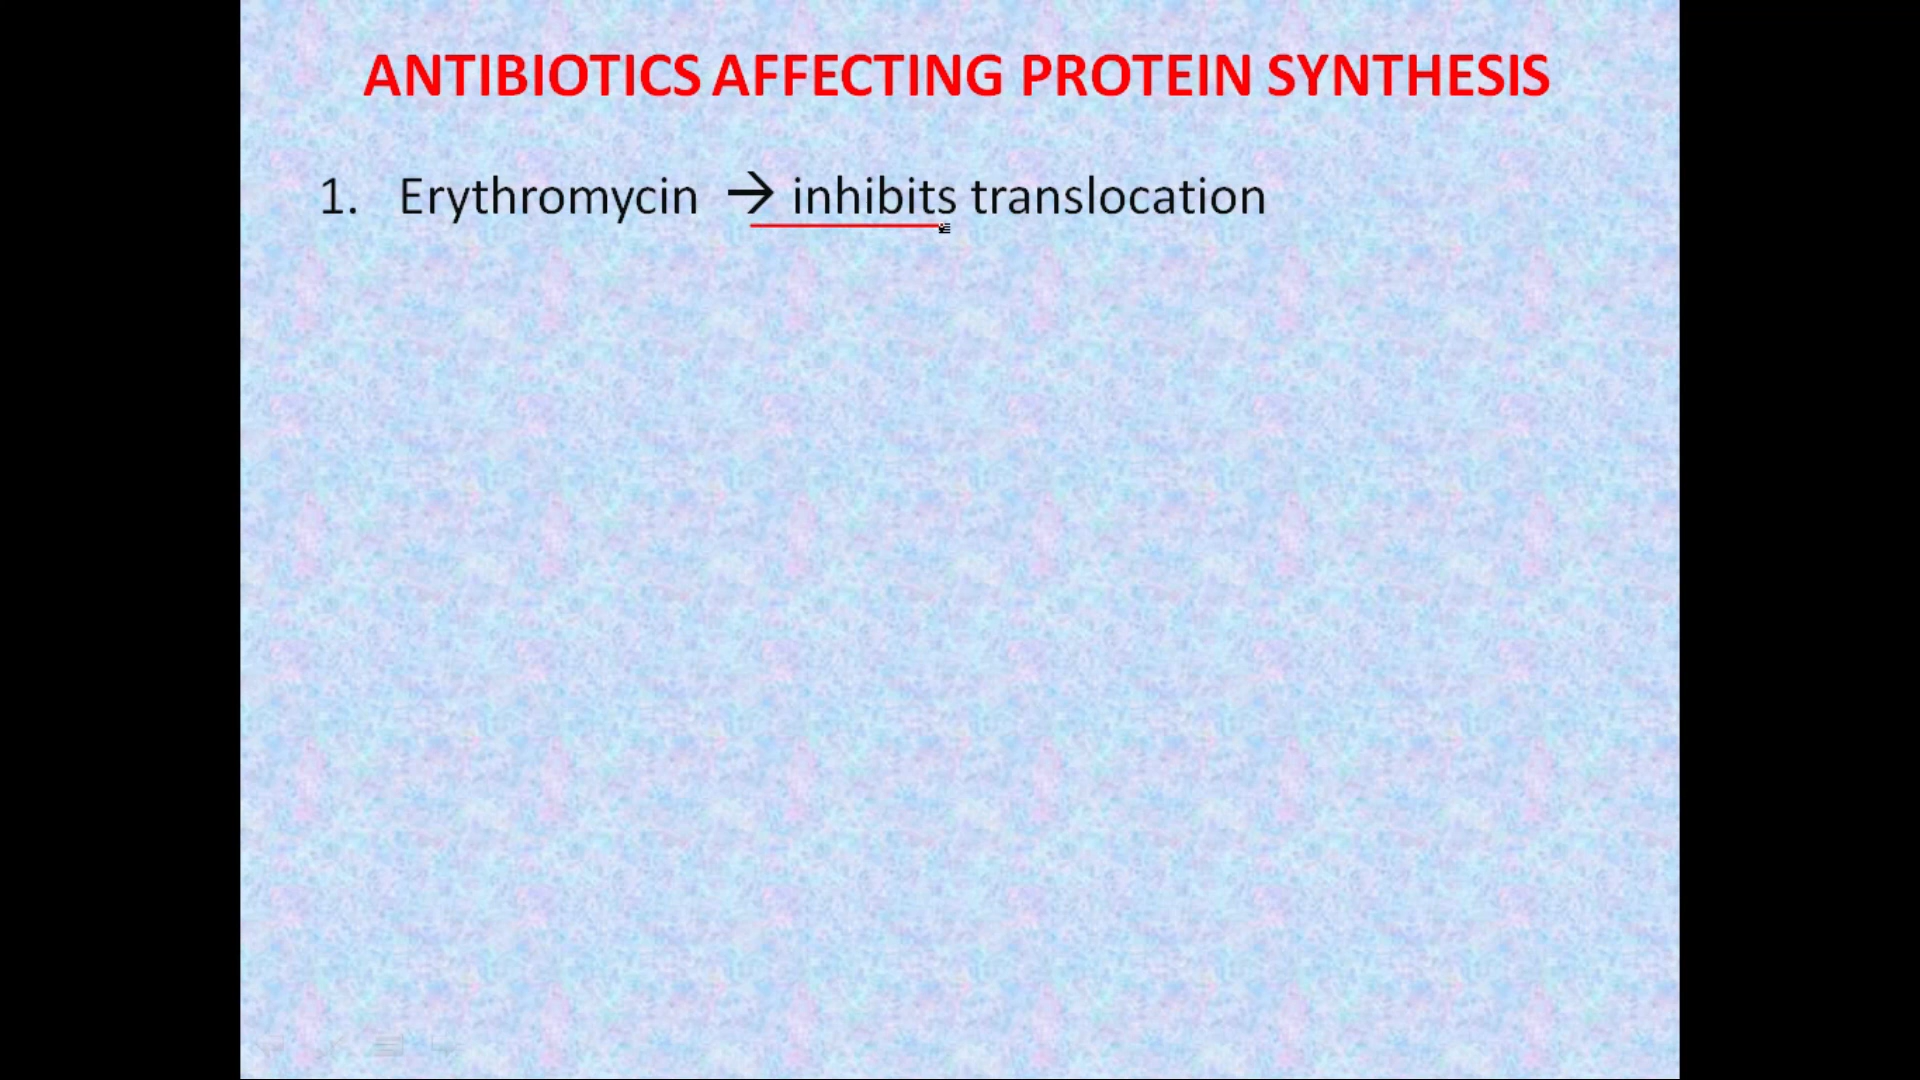 ANTIBIOTICS AFFECTING PROTEIN SYNTHESIS
1. Erythromycin → inhibits translocation